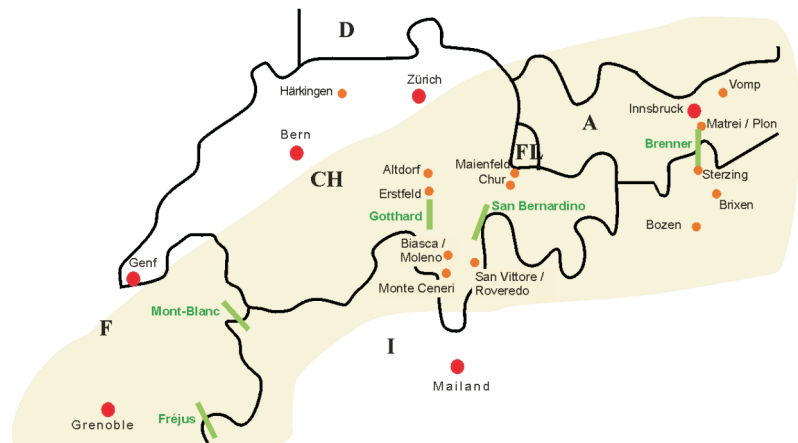 D
Vomp
Zürich
Härkingen
Innsbruck
Matrei / Plon
A
Bern
Brenner
FL
Maienfeld
Chur
Altdorf
CH
Sterzing
Erstfeld
Brixen
San Bernardino
Gotthard
Bozen
Biasca /
Moleno
Genf
San Vittore /
Roveredo
Monte Ceneri
Mont-Blanc
F
I
Mailand
Fréjus
Grenoble